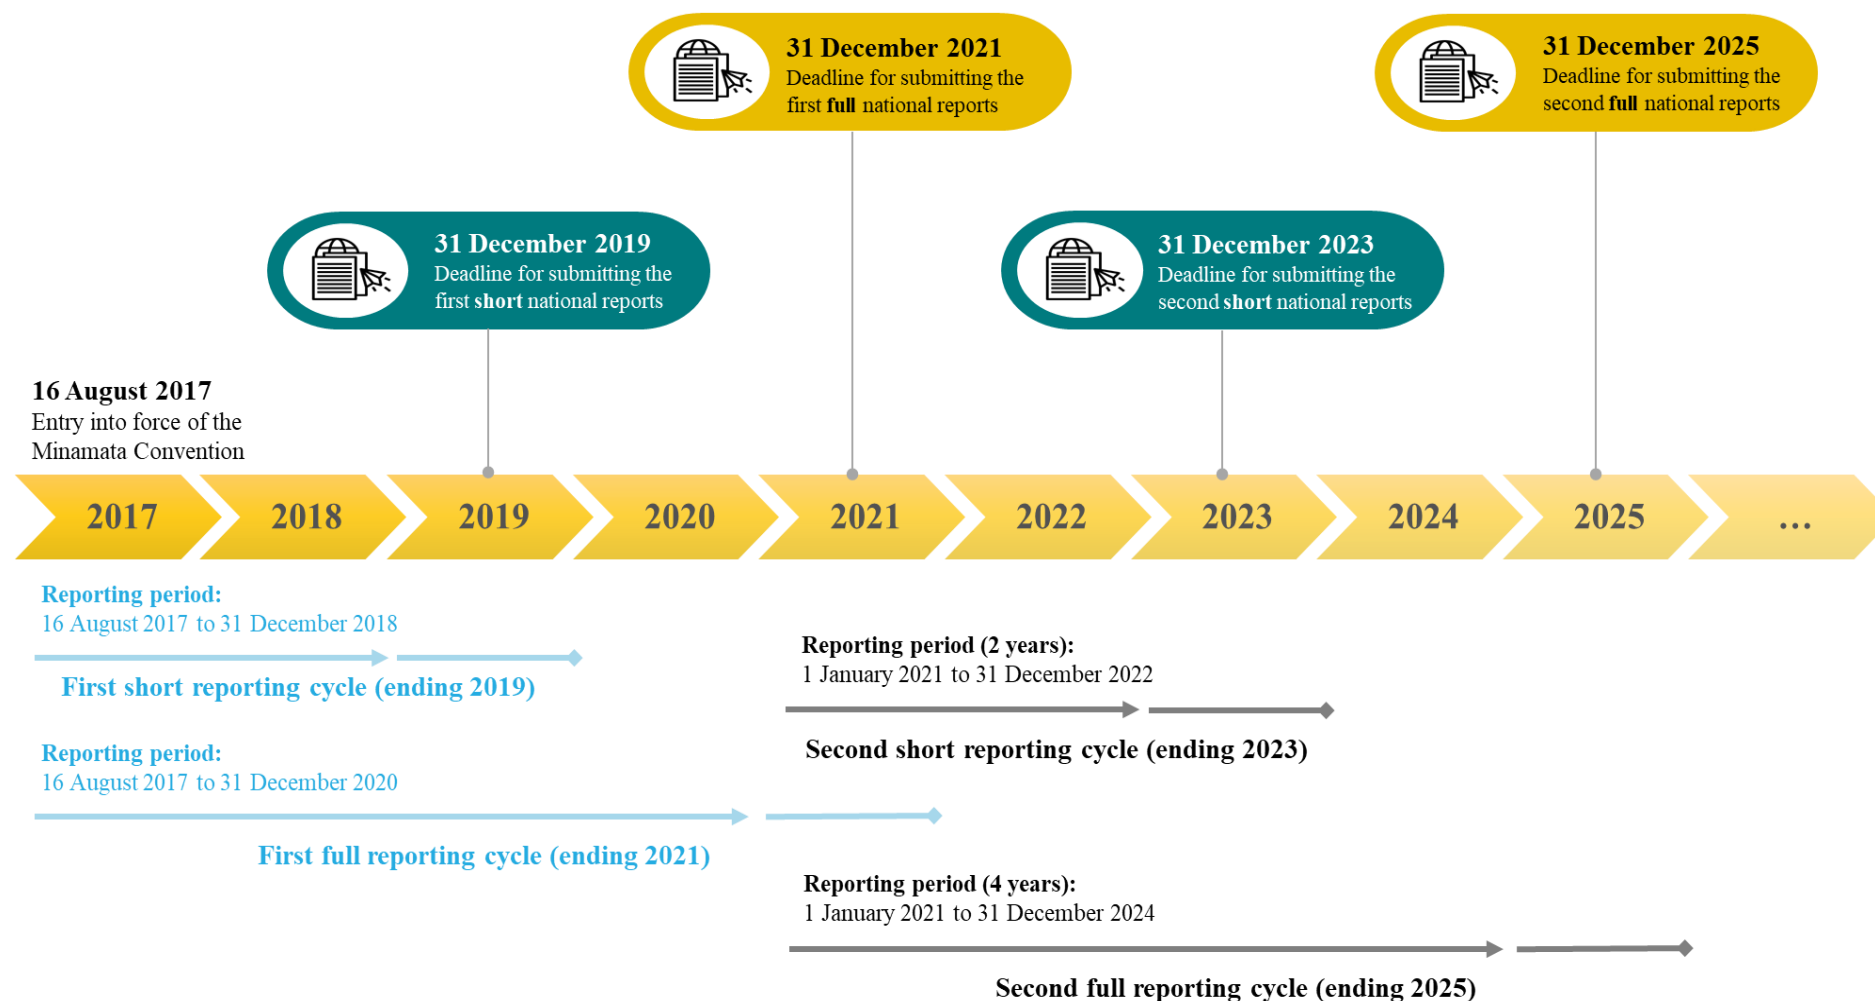 31 December 2021
Deadline for submitting the
first full national reports
31 December 2025
Deadline for submitting the
second full national reports
31 December 2019
Deadline for submitting the
first short national reports
31 December 2023
Deadline for submitting the
second short national reports
16 August 2017
Entry into force of the
Minamata Convention
2017
2018
2019
2020
2021
2022
2023
2024
2025
...
Reporting period:
16 August 2017 to 31 December 2018
First short reporting cycle (ending 2019)
Reporting period (2 years):
1 January 2021 to 31 December 2022
Second short reporting cycle (ending 2023)
Reporting period:
16 August 2017 to 31 December 2020
First full reporting cycle (ending 2021)
Reporting period (4 years):
1 January 2021 to 31 December 2024
Second full reporting cycle (ending 2025)